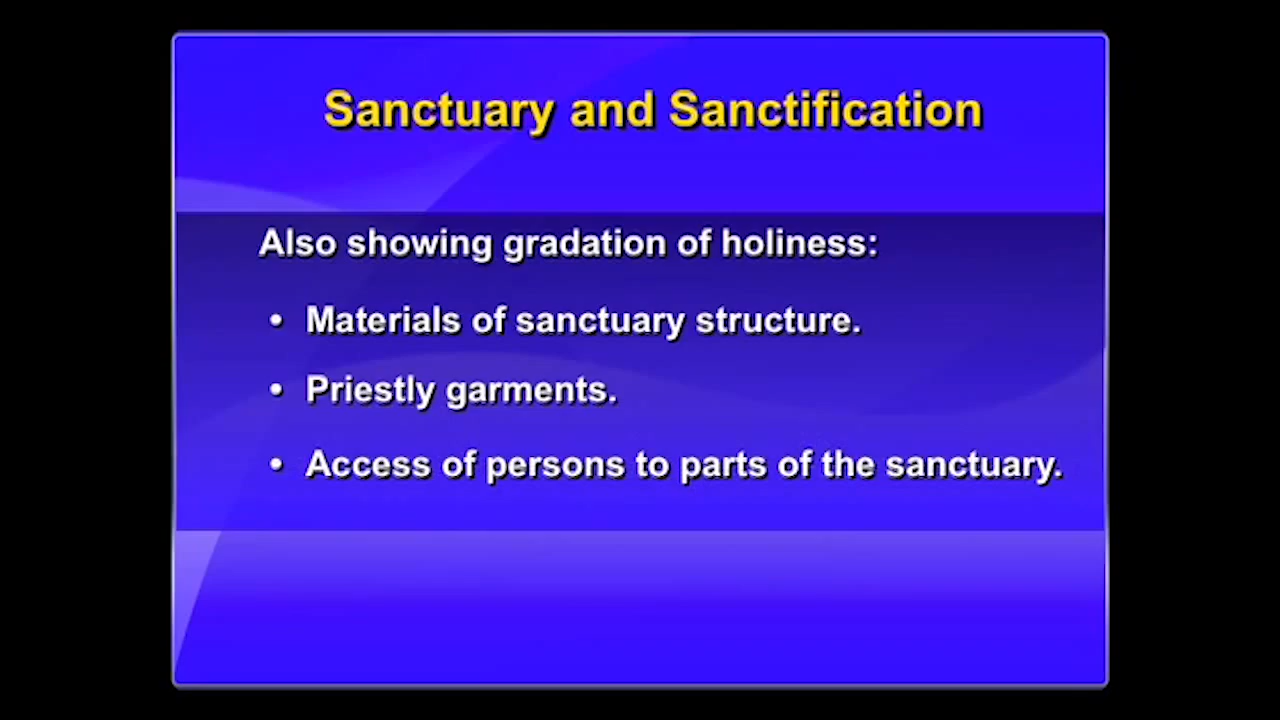 Sanctuary and Sanctification
Also showing gradation of holiness:
• Materials of sanctuary structure.
• Priestly garments.
• Access of persons to parts of the sanctuary.